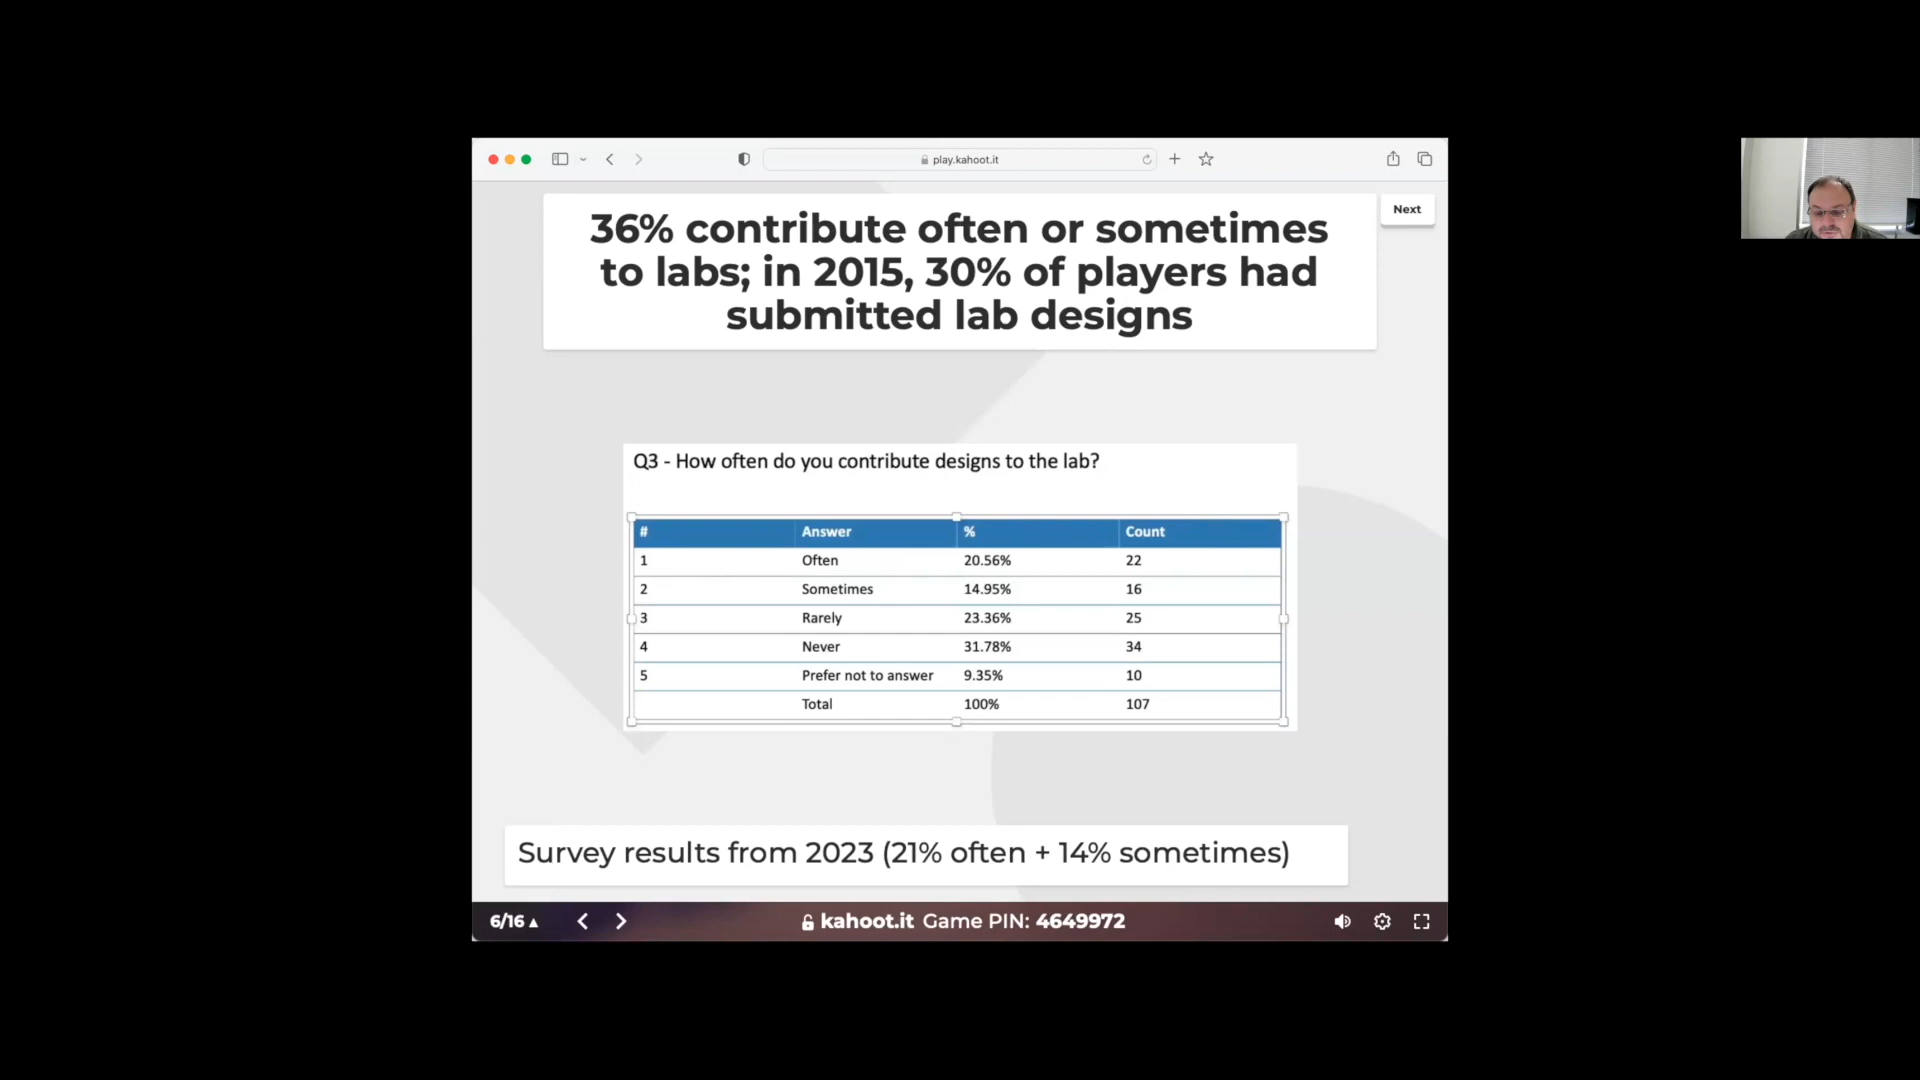 play.kahoot.it
36% contribute often or sometimes
to labs; in 2015, 30% of players had
submitted lab designs
Next
Q3 - How often do you contribute designs to the lab?
# Answer % Count
1 Often 20.56% 22
2 Sometimes 14.95% 16
3 Rarely 23.36% 25
4 Never 31.78% 34
5 Prefer not to answer 9.35% 10
Total 100% 107
Survey results from 2023 (21% often + 14% sometimes)
6/16 kahoot.it Game PIN: 4649972